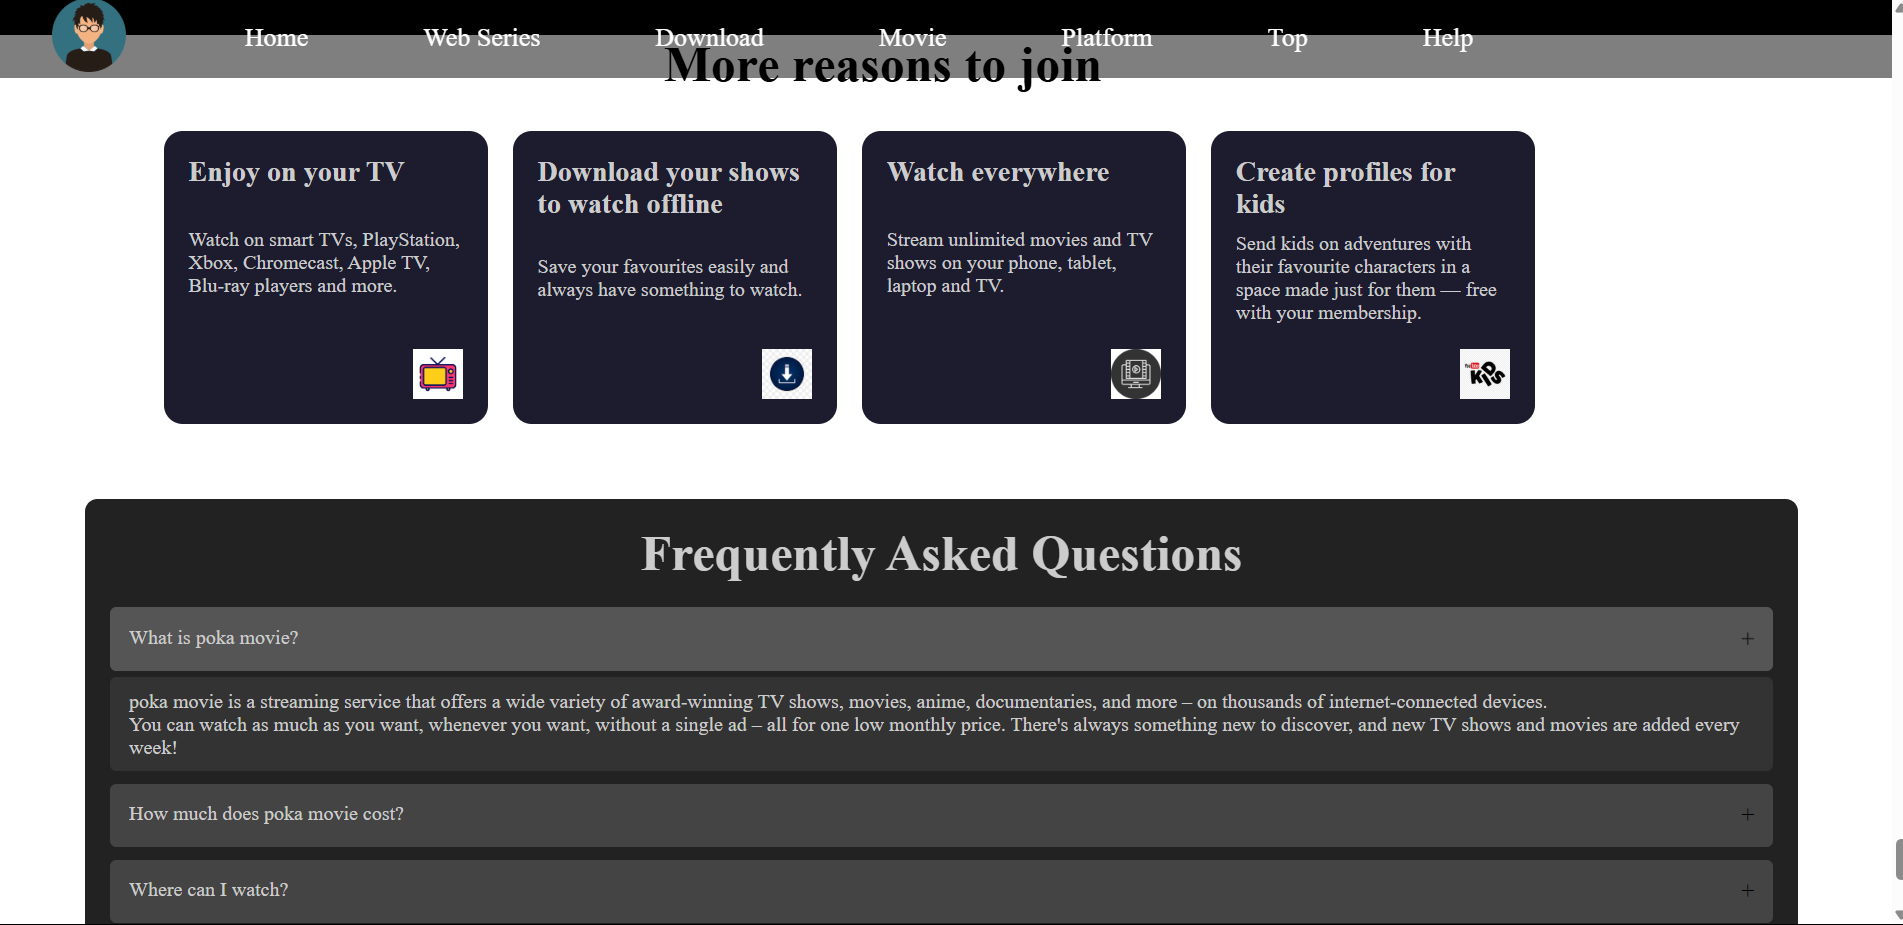 Home Web Series Download Movie Platform Top Help
More reasons to join
Enjoy on your TV
Watch on smart TVs, PlayStation,
Xbox, Chromecast, Apple TV,
Blu-ray players and more.
Download your shows
to watch offline
Save your favourites easily and
always have something to watch.
Watch everywhere
Stream unlimited movies and TV
shows on your phone, tablet,
laptop and TV.
Create profiles for
kids
Send kids on adventures with
their favourite characters in a
space made just for them — free
with your membership.
KIDS
Frequently Asked Questions
What is poka movie? +
poka movie is a streaming service that offers a wide variety of award-winning TV shows, movies, anime, documentaries, and more – on thousands of internet-connected devices.
You can watch as much as you want, whenever you want, without a single ad – all for one low monthly price. There's always something new to discover, and new TV shows and movies are added every
week!
How much does poka movie cost? +
Where can I watch? +